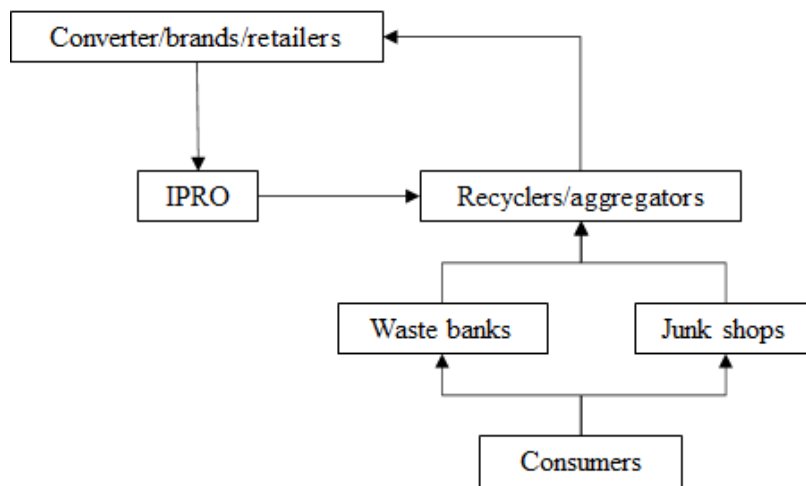 Converter/brands/retailers
IPRO
Recyclers/aggregators
Waste banks
Junk shops
Consumers